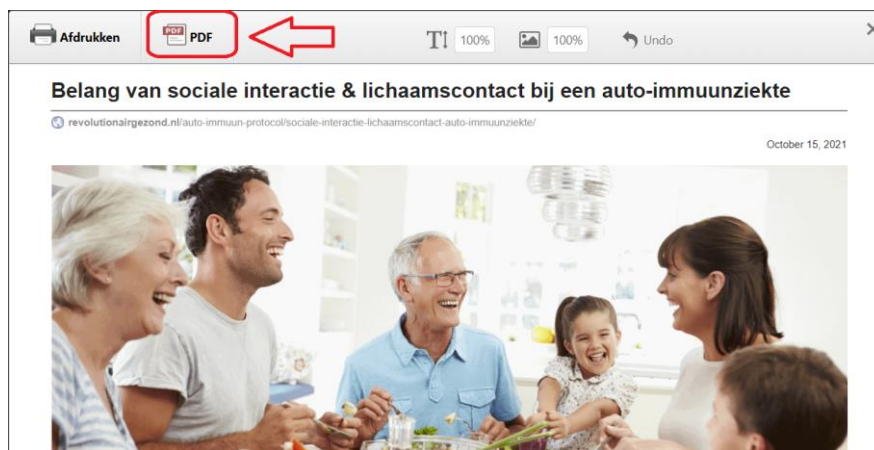 Afdrukken PDF PDF 100% 100% Undo
Belang van sociale interactie & lichaamscontact bij een auto-immuunziekte
revolutionairgezond.nl/auto-immuun-protocol/sociale-interactie-lichaamscontact-auto-immuunziekte/
October 15, 2021